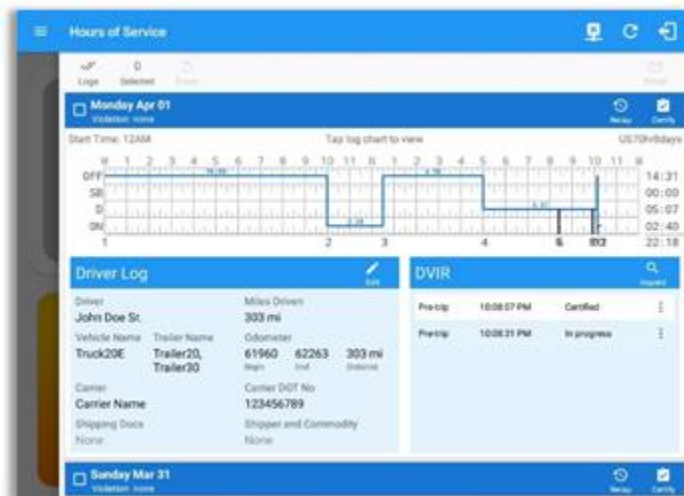 Hours of Service
Logs
0
Selected
Monday Apr 01
Violation: none
Recap
Certify
Start Time: 12AM
Tap log chart to view
US70hr8days
M 1 2 3 4 5 6 7 8 9 10 11 N 1 2 3 4 5 6 7 8 9 10 11 M
OFF
14:31
SB
00:00
D
05:07
ON
02:40
1 2 3 4
22:18
Driver Log
Edit
DVIR
Inspect
Driver
Miles Driven
John Doe Sr.
303 mi
Vehicle Name
Trailer Name
Odometer
Truck20E
Trailer20,
Trailer30
61960
62263
303 mi
Begin
End
Distance
Carrier
Carrier DOT No
Carrier Name
123456789
Shipping Docs
Shipper and Commodity
None
None
Pre-trip
10:08:07 PM
Certified
Pre-trip
10:08:31 PM
In progress
Sunday Mar 31
Violation: none
Recap
Certify